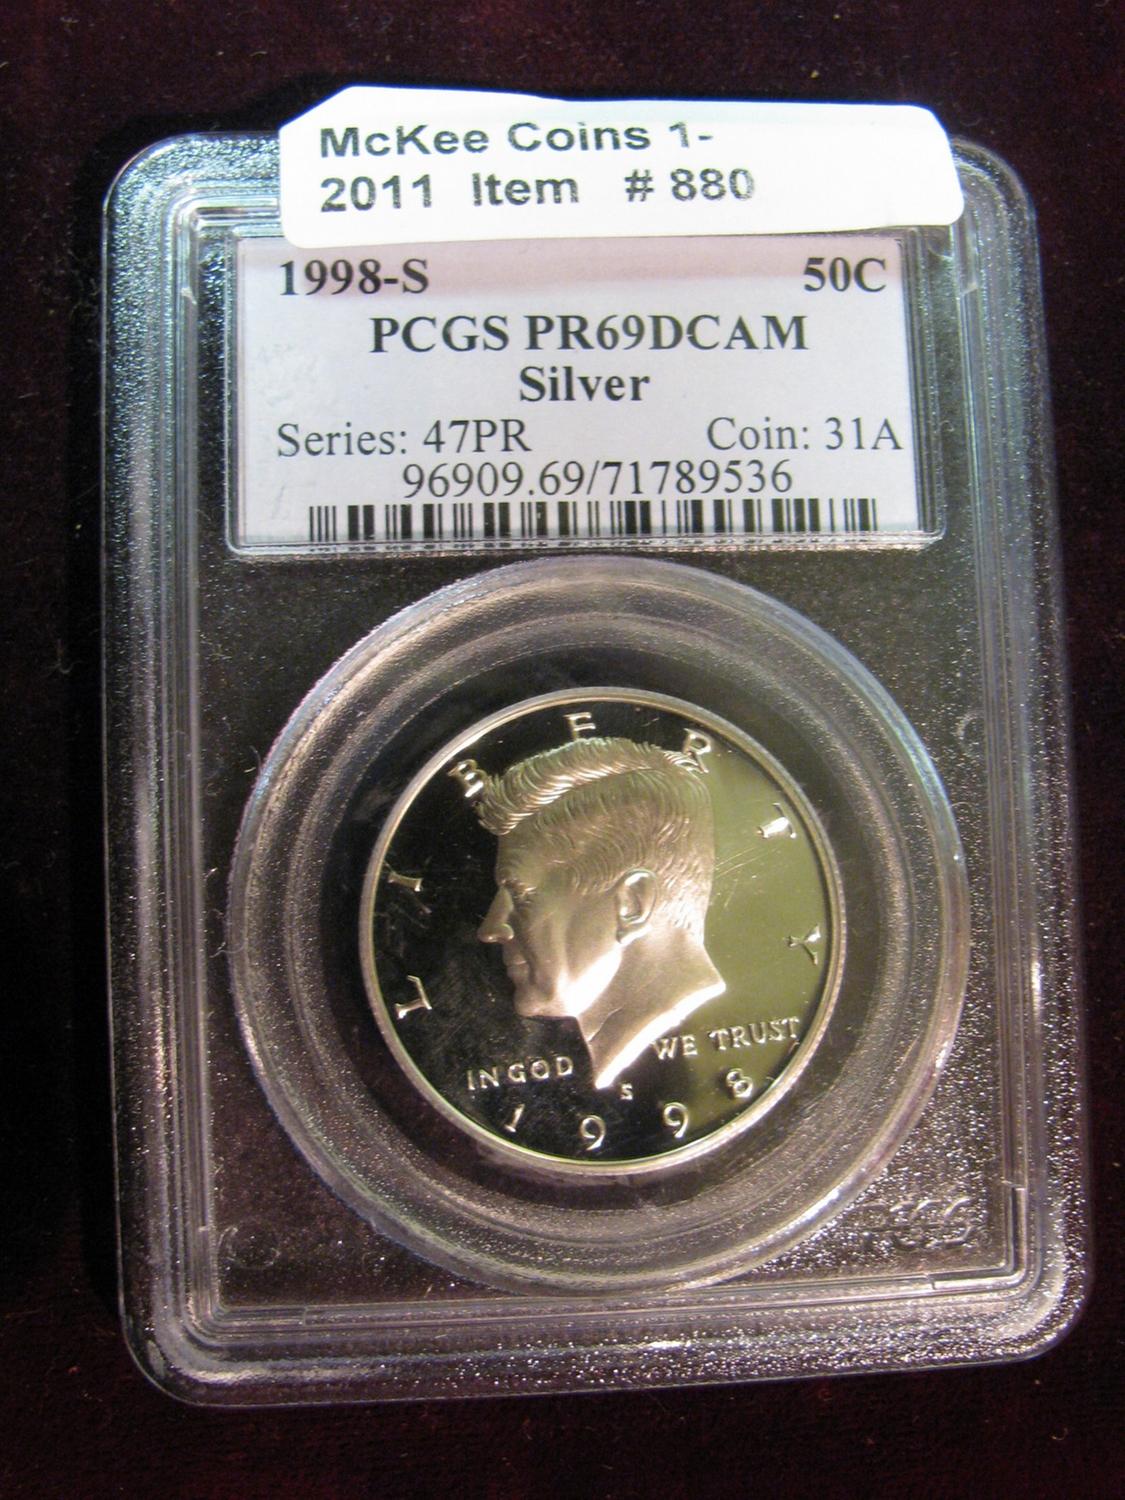 McKee Coins 1-
2011 Item # 880
1998-S 50C
PCGS PR69DCAM
Silver
Series: 47PR Coin: 31A
96909.69/71789536
LIBERTY
IN GOD WE TRUST
S
1998
PCGS